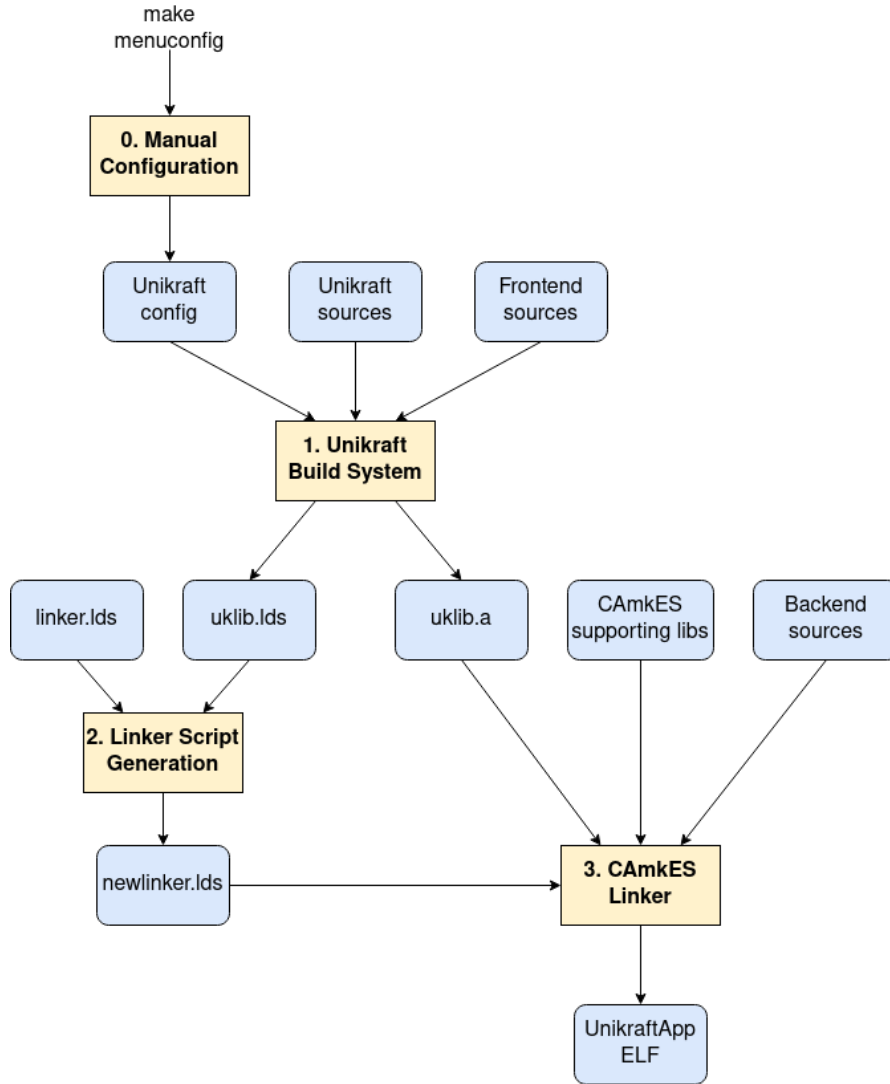 make
menuconfig
0. Manual
Configuration
Unikraft
config
Unikraft
sources
Frontend
sources
1. Unikraft
Build System
linker.lds
uklib.lds
uklib.a
CAmkES
supporting libs
Backend
sources
2. Linker Script
Generation
newlinker.lds
3. CAmkES
Linker
UnikraftApp
ELF